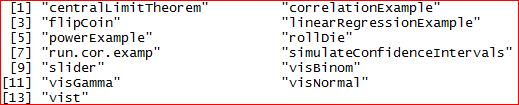 [1] "centralLimitTheorem" "correlationExample"
[3] "flipCoin" "linearRegressionExample"
[5] "powerExample" "rollDie"
[7] "run.cor.examp" "simulateConfidenceIntervals"
[9] "slider" "visBinom"
[11] "visGamma" "visNormal"
[13] "vist"